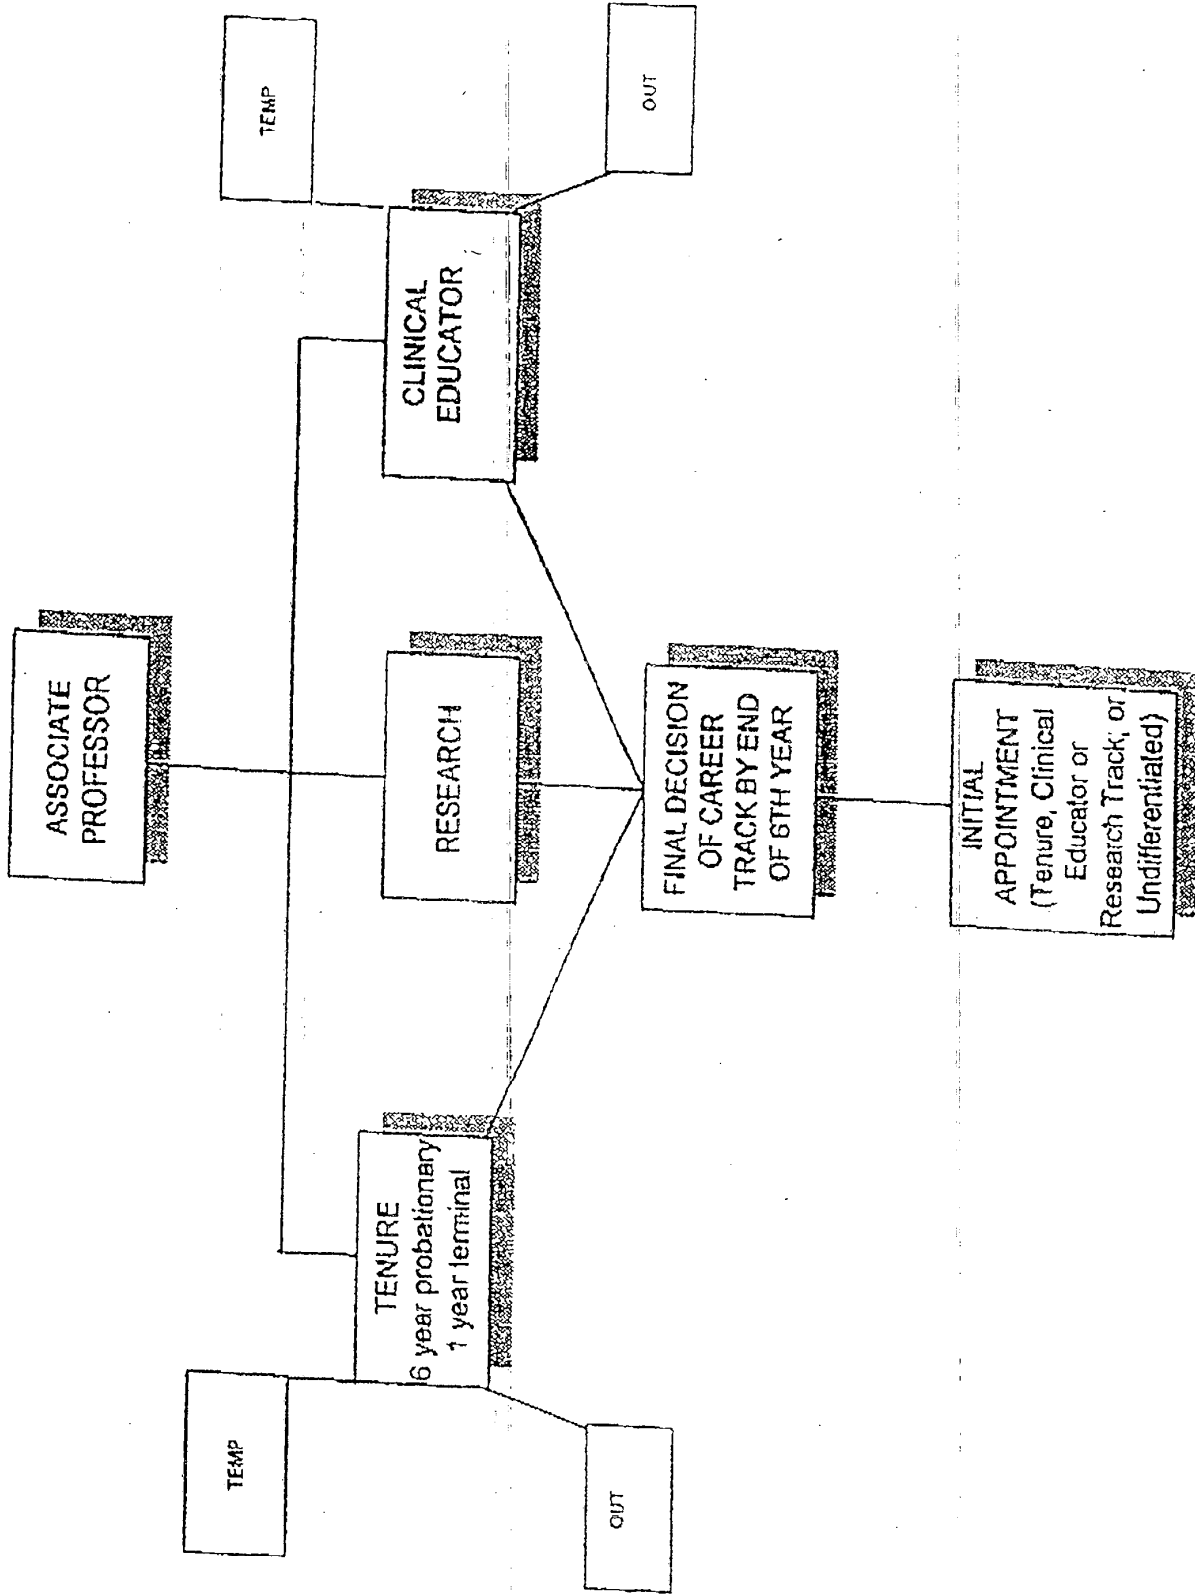 ASSOCIATE
PROFESSOR
TEMP
TENURE
6 year probationary
1 year terminal
OUT
RESEARCH
TEMP
CLINICAL
EDUCATOR
OUT
FINAL DECISION
OF CAREER
TRACK BY END
OF 6TH YEAR
INITIAL
APPOINTMENT
(Tenure, Clinical
Educator or
Research Track; or
Undifferentiated)